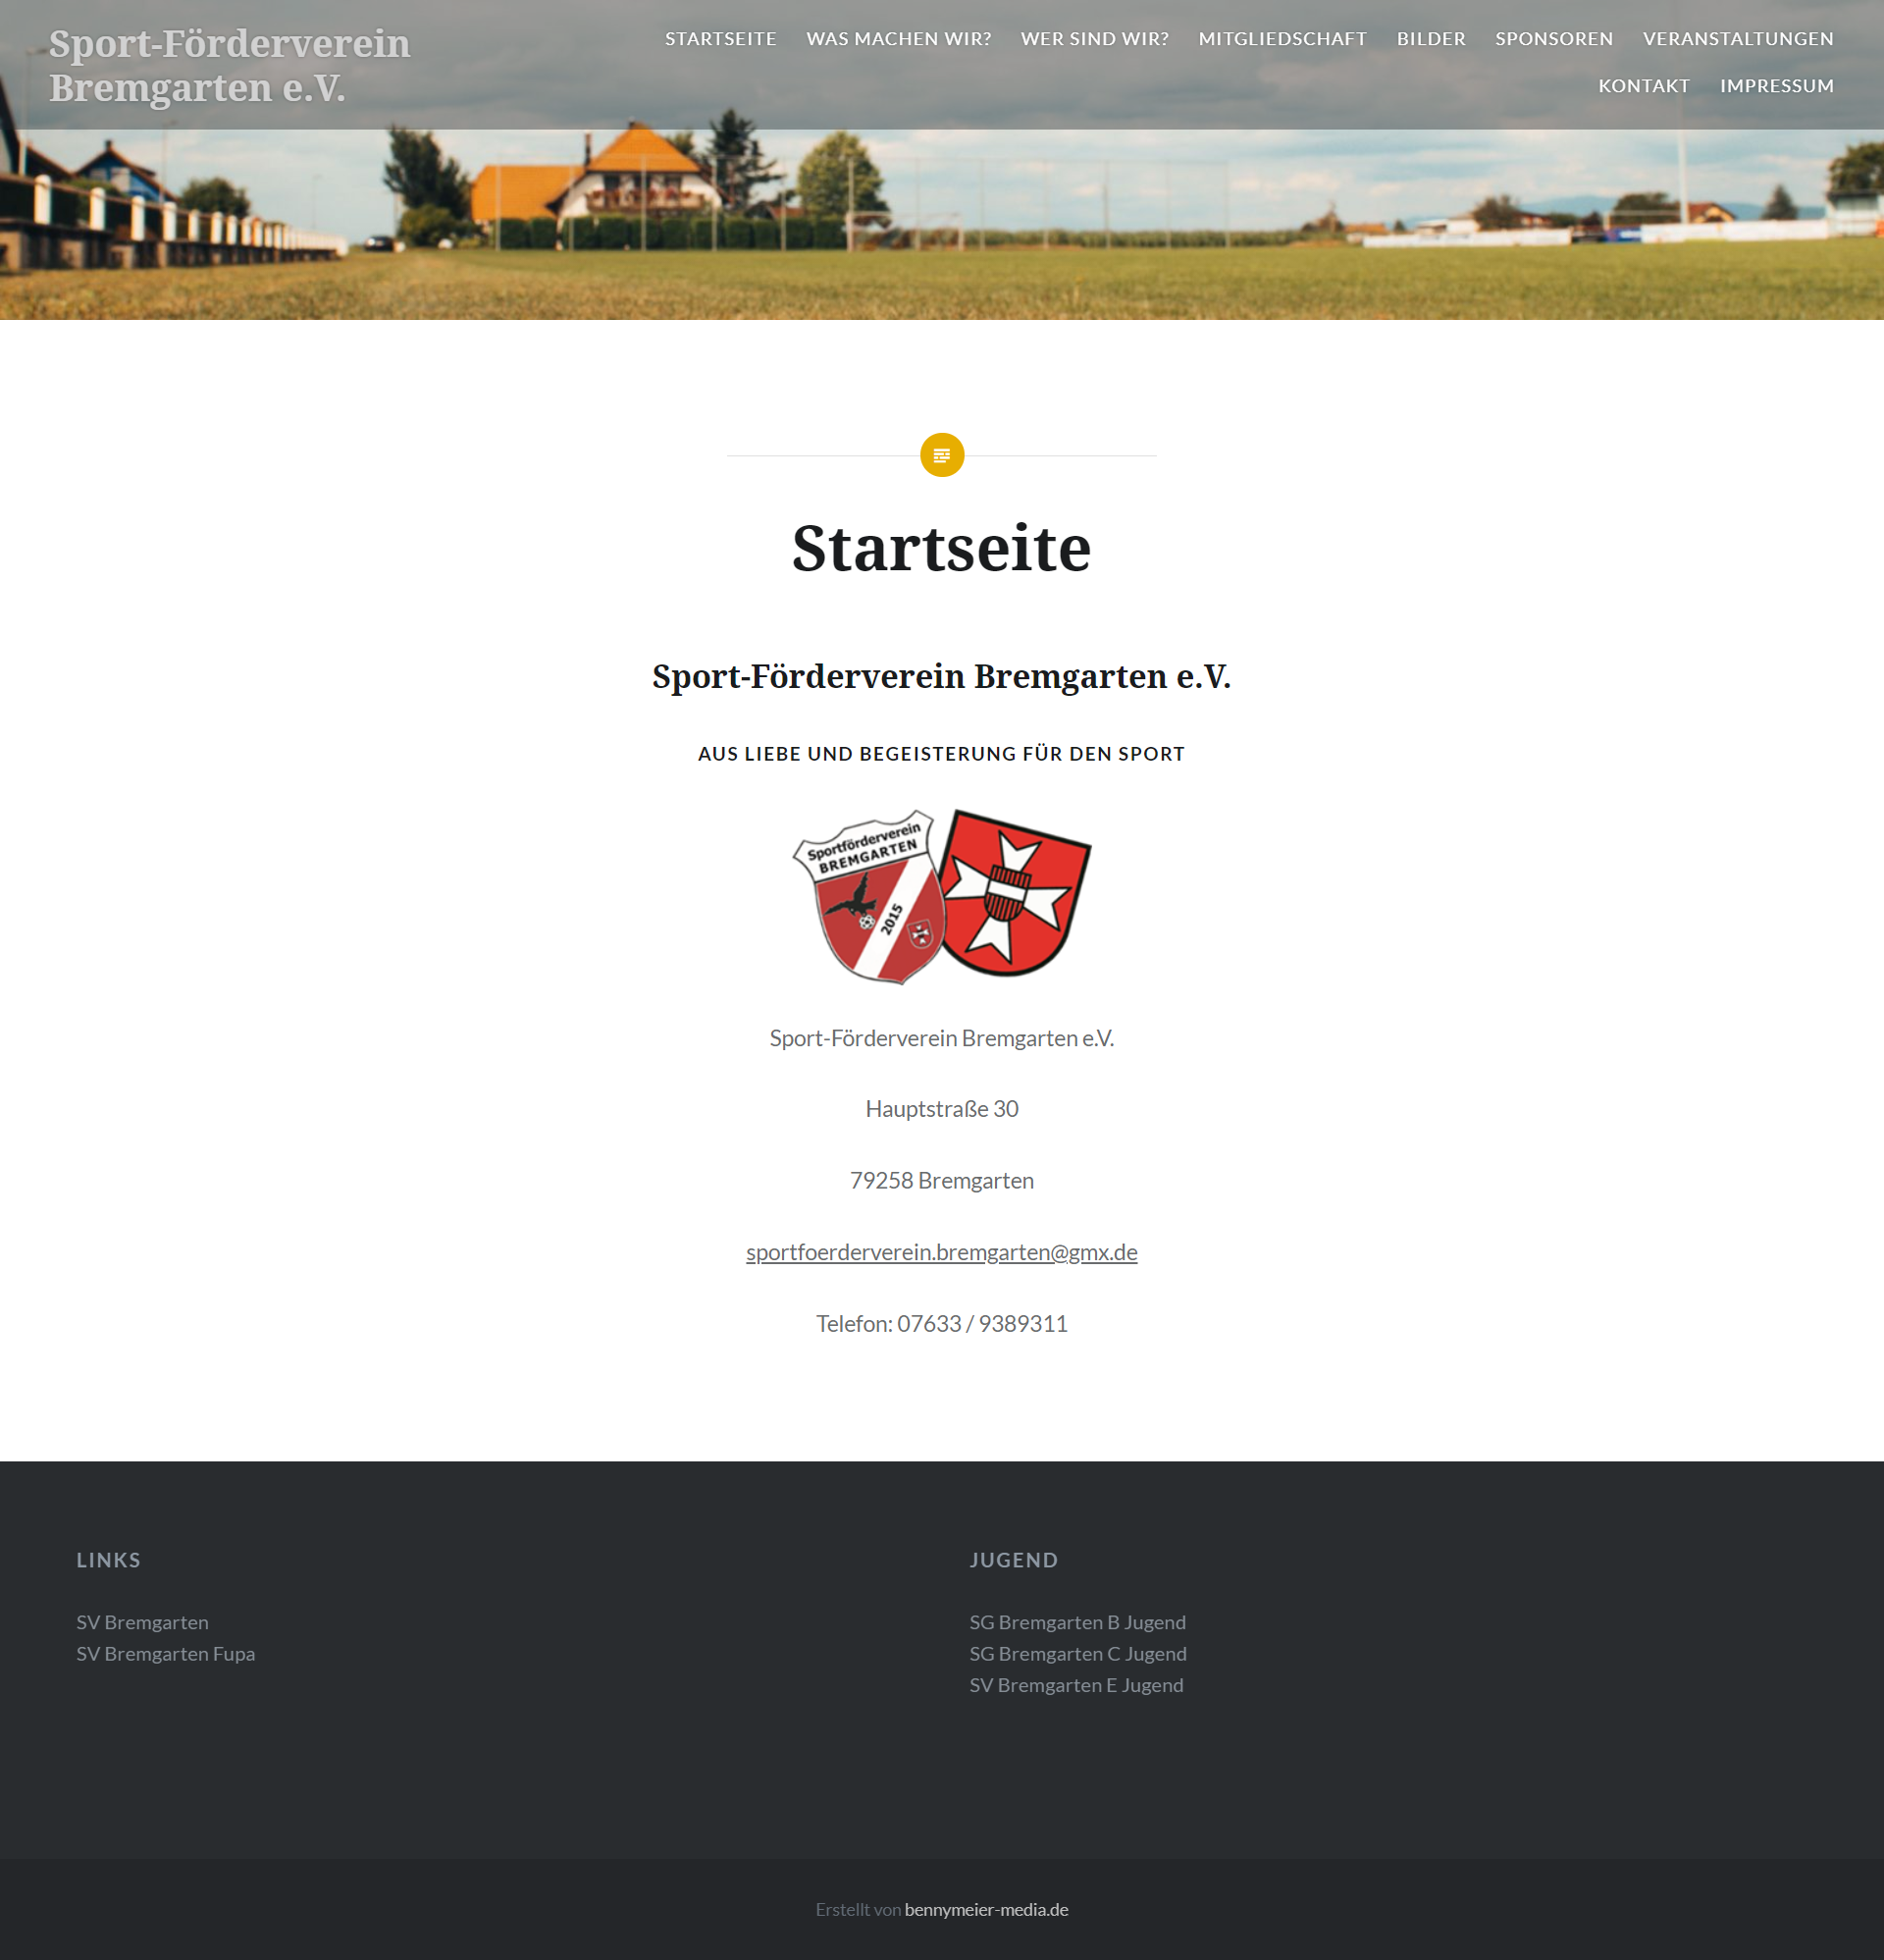 Sport-Förderverein
Bremgarten e.V.
STARTSEITE WAS MACHEN WIR? WER SIND WIR? MITGLIEDSCHAFT BILDER SPONSOREN VERANSTALTUNGEN
KONTAKT IMPRESSUM
Startseite
Sport-Förderverein Bremgarten e.V.
AUS LIEBE UND BEGEISTERUNG FÜR DEN SPORT
Sportförderverein
BREMGARTEN
2015
Sport-Förderverein Bremgarten e.V.
Hauptstraße 30
79258 Bremgarten
sportfoerderverein.bremgarten@gmx.de
Telefon: 07633 / 9389311
LINKS
SV Bremgarten
SV Bremgarten Fupa
JUGEND
SG Bremgarten B Jugend
SG Bremgarten C Jugend
SV Bremgarten E Jugend
Erstellt von bennymeier-media.de